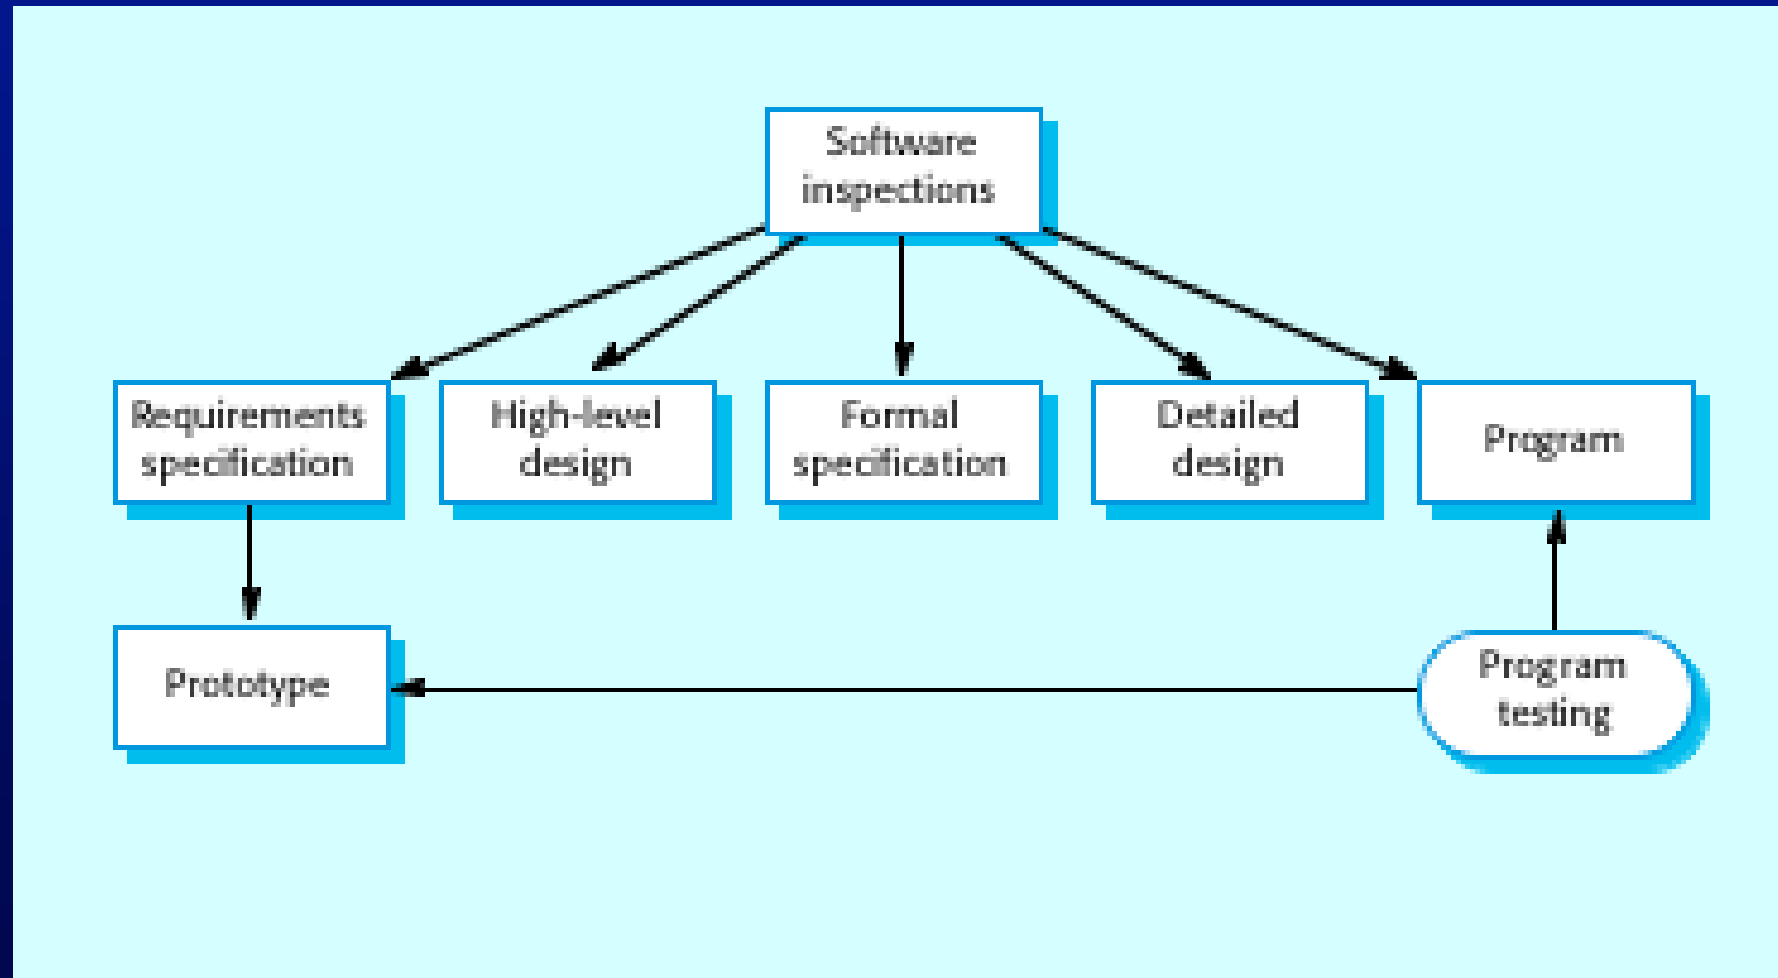 Software
inspections
Requirements
specification
High-level
design
Formal
specification
Detailed
design
Program
Prototype
Program
testing